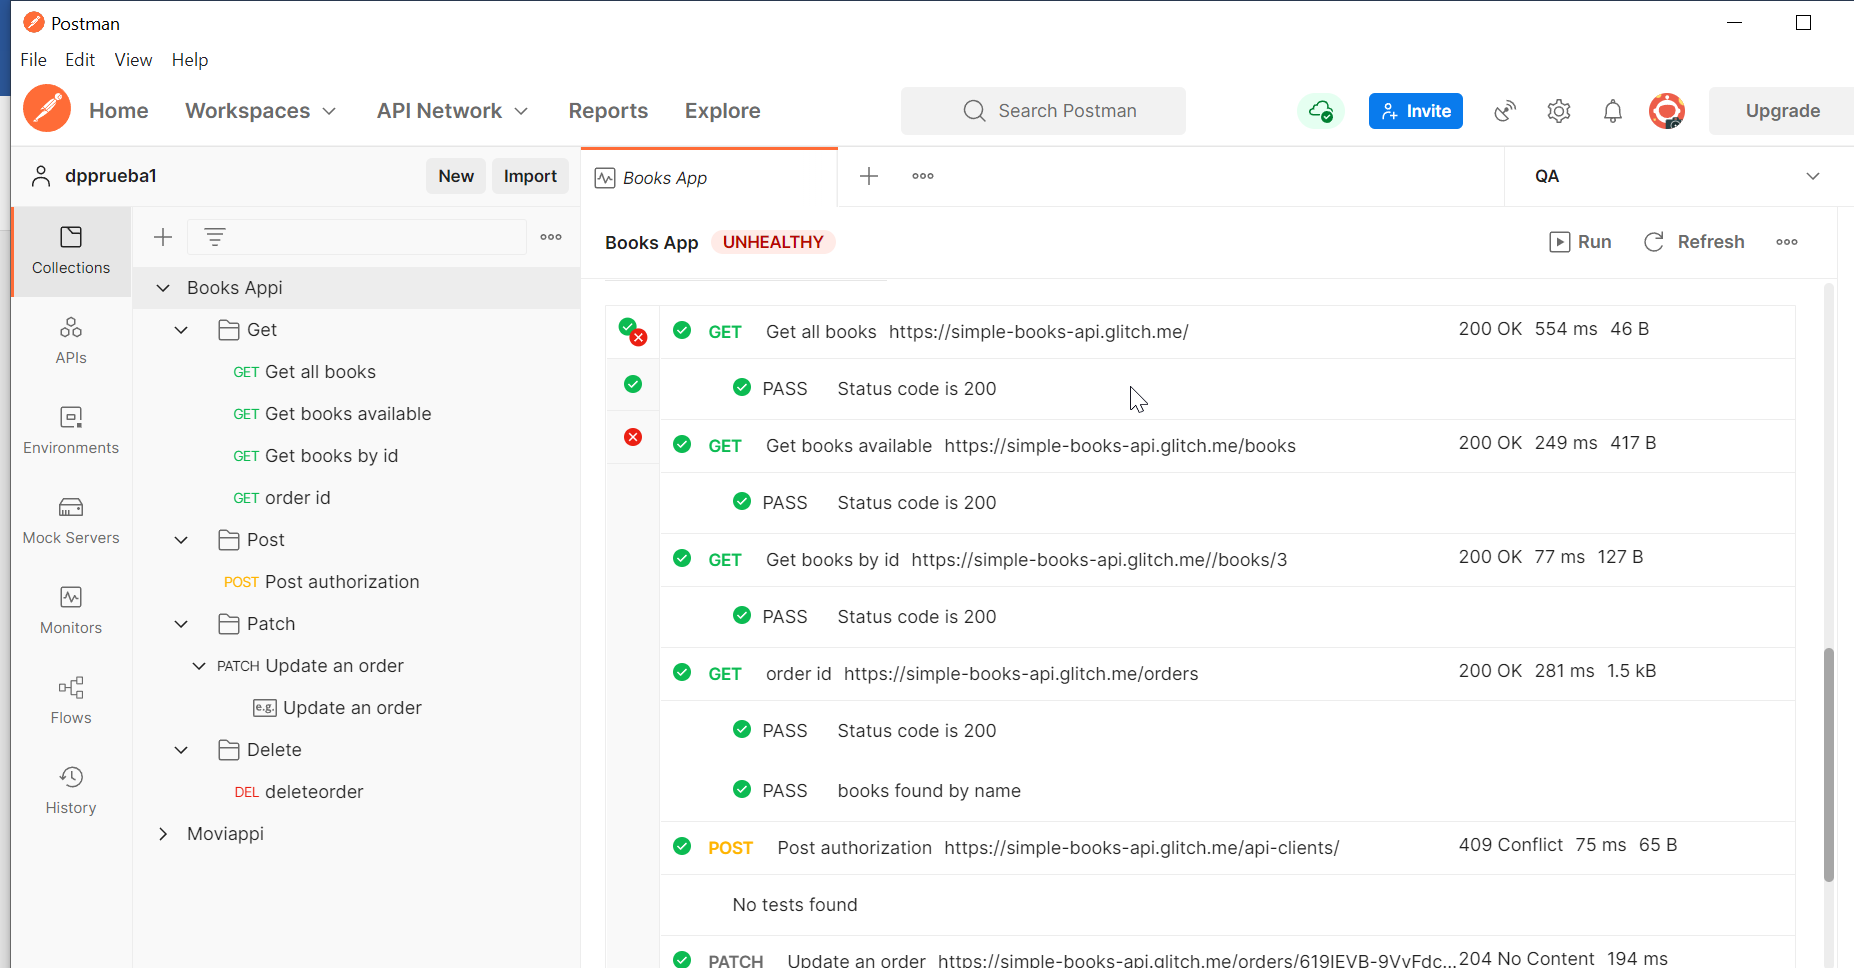 Postman
File Edit View Help
Home Workspaces API Network Reports Explore Search Postman Invite Upgrade
dpprueba1 New Import
Books App
QA
Collections
APIs
Environments
Mock Servers
Monitors
Flows
History
Books Appi
Get
GET Get all books
GET Get books available
GET Get books by id
GET order id
Post
POST Post authorization
Patch
PATCH Update an order
e.g. Update an order
Delete
DEL deleteorder
Moviappi
Books App UNHEALTHY Run Refresh
GET Get all books https://simple-books-api.glitch.me/ 200 OK 554 ms 46 B
PASS Status code is 200
GET Get books available https://simple-books-api.glitch.me/books 200 OK 249 ms 417 B
PASS Status code is 200
GET Get books by id https://simple-books-api.glitch.me//books/3 200 OK 77 ms 127 B
PASS Status code is 200
GET order id https://simple-books-api.glitch.me/orders 200 OK 281 ms 1.5 kB
PASS Status code is 200
PASS books found by name
POST Post authorization https://simple-books-api.glitch.me/api-clients/ 409 Conflict 75 ms 65 B
No tests found
PATCH Update an order https://simple-books-api.glitch.me/orders/619IEVB-9VyFdc... 204 No Content 194 ms